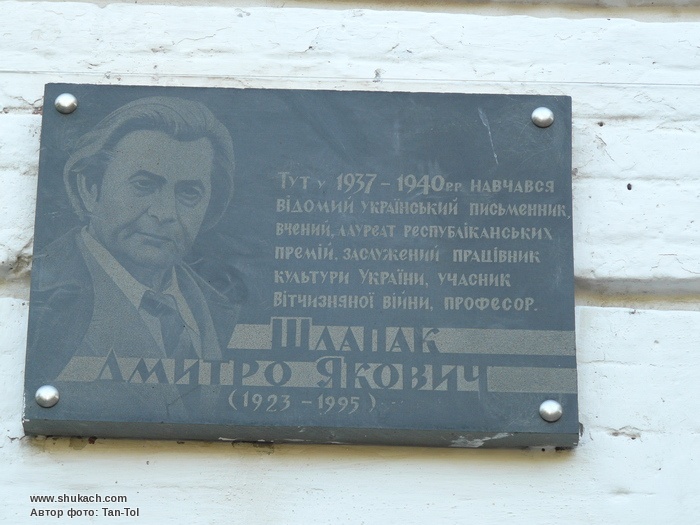 Тут у 1937 – 1940 р.р. навчався
відомий український письменник,
вчений, лауреат республіканських
премій, заслужений працівник
культури України, учасник
Вітчизняної війни, професор.
Шлапак
Дмитро Якович
(1923 – 1995)
www.shukach.com
Автор фото: Tan-Tol